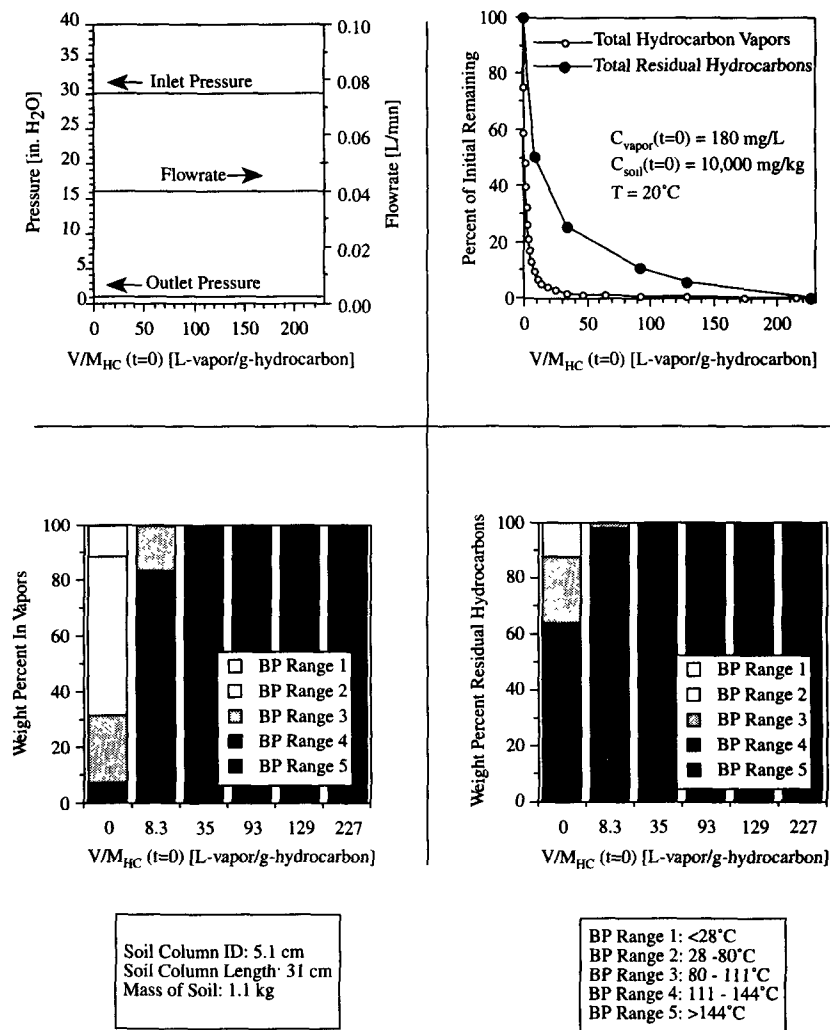 Pressure [in. H2O]
40
35
30
25
20
15
10
5
0
Inlet Pressure
Flowrate
Outlet Pressure
0.10
0.08
0.06
0.04
0.02
0.00
Flowrate [L/min]
0 50 100 150 200
V/MHC (t=0) [L-vapor/g-hydrocarbon]
Percent of Initial Remaining
100
80
60
40
20
0
Total Hydrocarbon Vapors
Total Residual Hydrocarbons
Cvapor(t=0) = 180 mg/L
Csoil(t=0) = 10,000 mg/kg
T = 20°C
0 50 100 150 200
V/MHC (t=0) [L-vapor/g-hydrocarbon]
Weight Percent In Vapors
100
80
60
40
20
0
BP Range 1
BP Range 2
BP Range 3
BP Range 4
BP Range 5
0 8.3 35 93 129 227
V/MHC (t=0) [L-vapor/g-hydrocarbon]
Weight Percent Residual Hydrocarbons
100
80
60
40
20
0
BP Range 1
BP Range 2
BP Range 3
BP Range 4
BP Range 5
0 8.3 35 93 129 227
V/MHC (t=0) [L-vapor/g-hydrocarbon]
Soil Column ID: 5.1 cm
Soil Column Length: 31 cm
Mass of Soil: 1.1 kg
BP Range 1: <28°C
BP Range 2: 28 -80°C
BP Range 3: 80 - 111°C
BP Range 4: 111 - 144°C
BP Range 5: >144°C